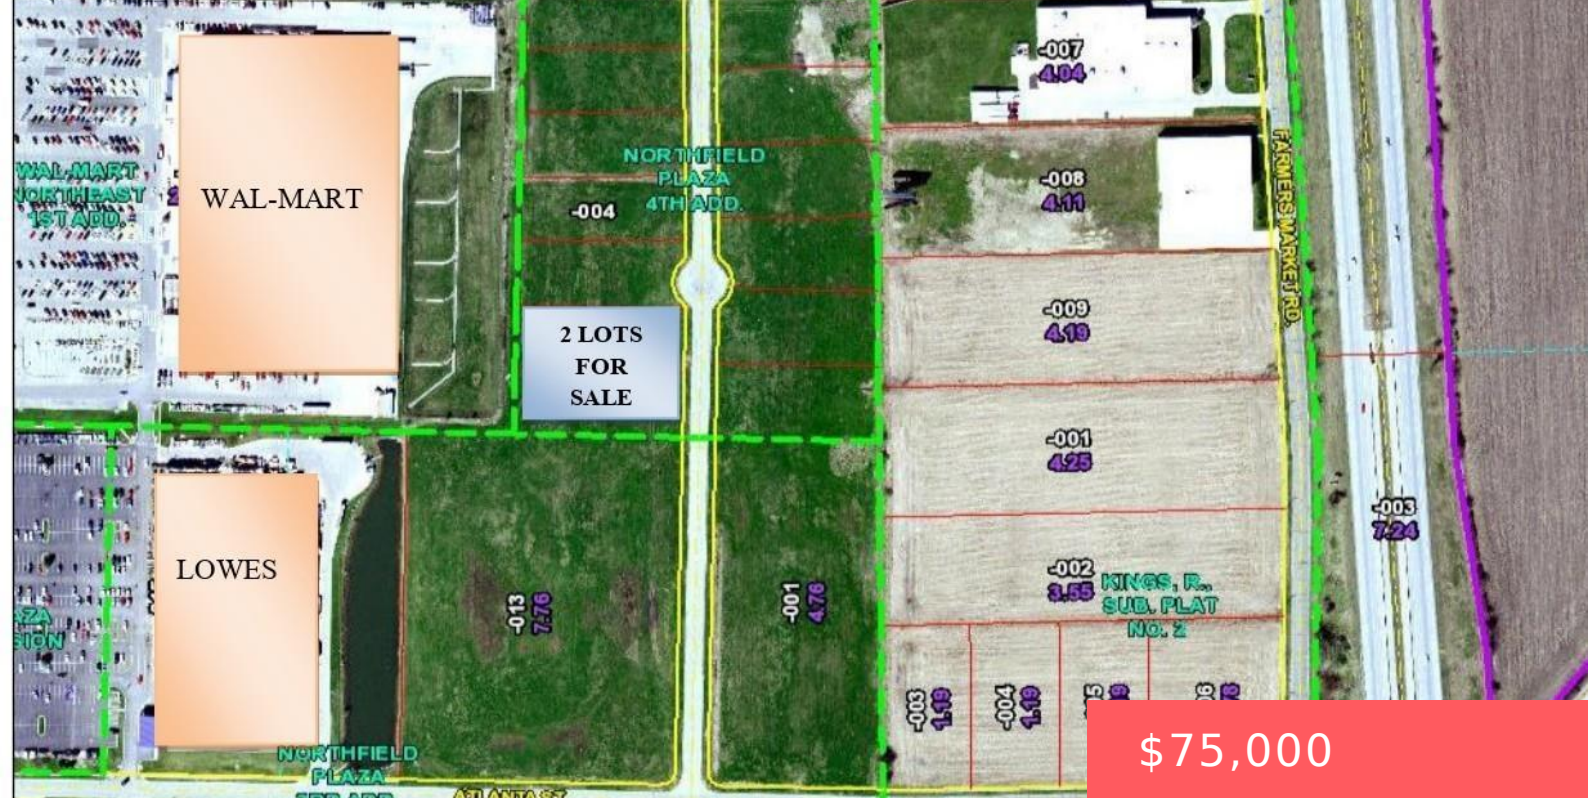 -007
4.04
WAL-MART
NORTHEAST
1ST ADD.
WAL-MART
NORTHFIELD
PLAZA
4TH ADD.
-004
-008
4.11
FARMERS MARKET RD.
-009
4.19
2 LOTS
FOR
SALE
-001
4.25
-003
7.24
LOWES
-013
7.76
-001
4.76
-002
3.55
KINGS, R.,
SUB. PLAT
NO. 2
-003
1.19
-004
1.19
NORTHFIELD
PLAZA
ATLANTA ST
$75,000